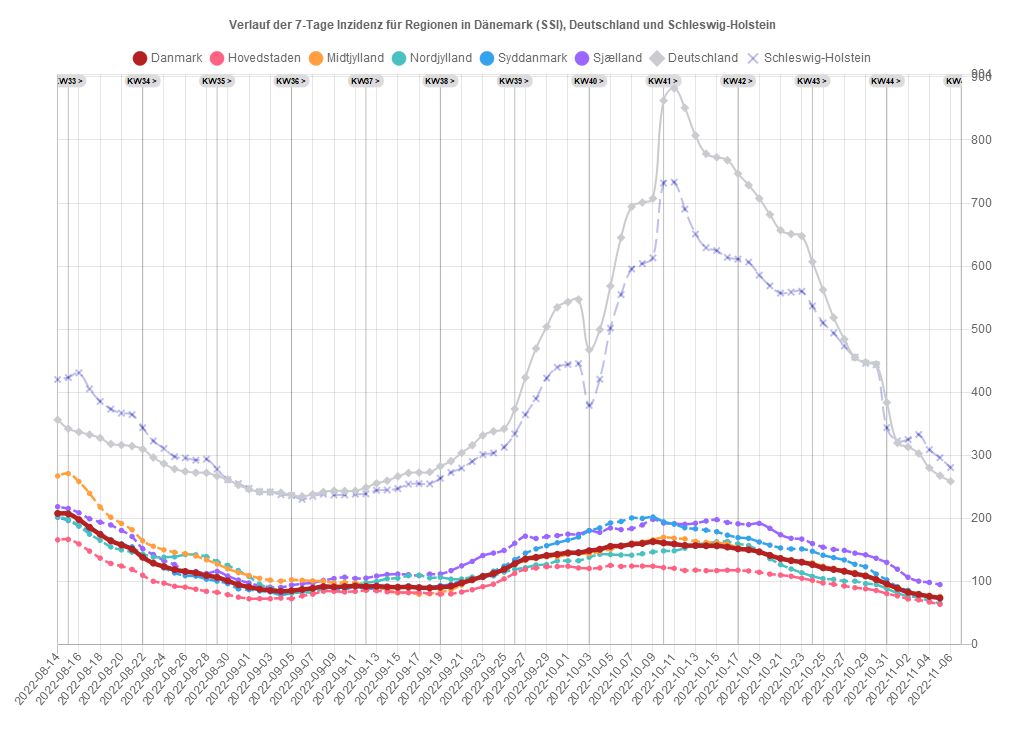 Verlauf der 7-Tage Inzidenz für Regionen in Dänemark (SSI), Deutschland und Schleswig-Holstein
Danmark Hovedstaden Midtjylland Nordjylland Syddanmark Sjælland Deutschland Schleswig-Holstein
KW33 > KW34 > KW35 > KW36 > KW37 > KW38 > KW39 > KW40 > KW41 > KW42 > KW43 > KW44 > KW
904
900
800
700
600
500
400
300
200
100
0
2022-08-14 2022-08-16 2022-08-18 2022-08-20 2022-08-22 2022-08-24 2022-08-26 2022-08-28 2022-08-30 2022-09-01 2022-09-03 2022-09-05 2022-09-07 2022-09-09 2022-09-11 2022-09-13 2022-09-15 2022-09-17 2022-09-19 2022-09-21 2022-09-23 2022-09-25 2022-09-27 2022-09-29 2022-10-01 2022-10-03 2022-10-05 2022-10-07 2022-10-09 2022-10-11 2022-10-13 2022-10-15 2022-10-17 2022-10-19 2022-10-21 2022-10-23 2022-10-25 2022-10-27 2022-10-29 2022-10-31 2022-11-02 2022-11-04 2022-11-06